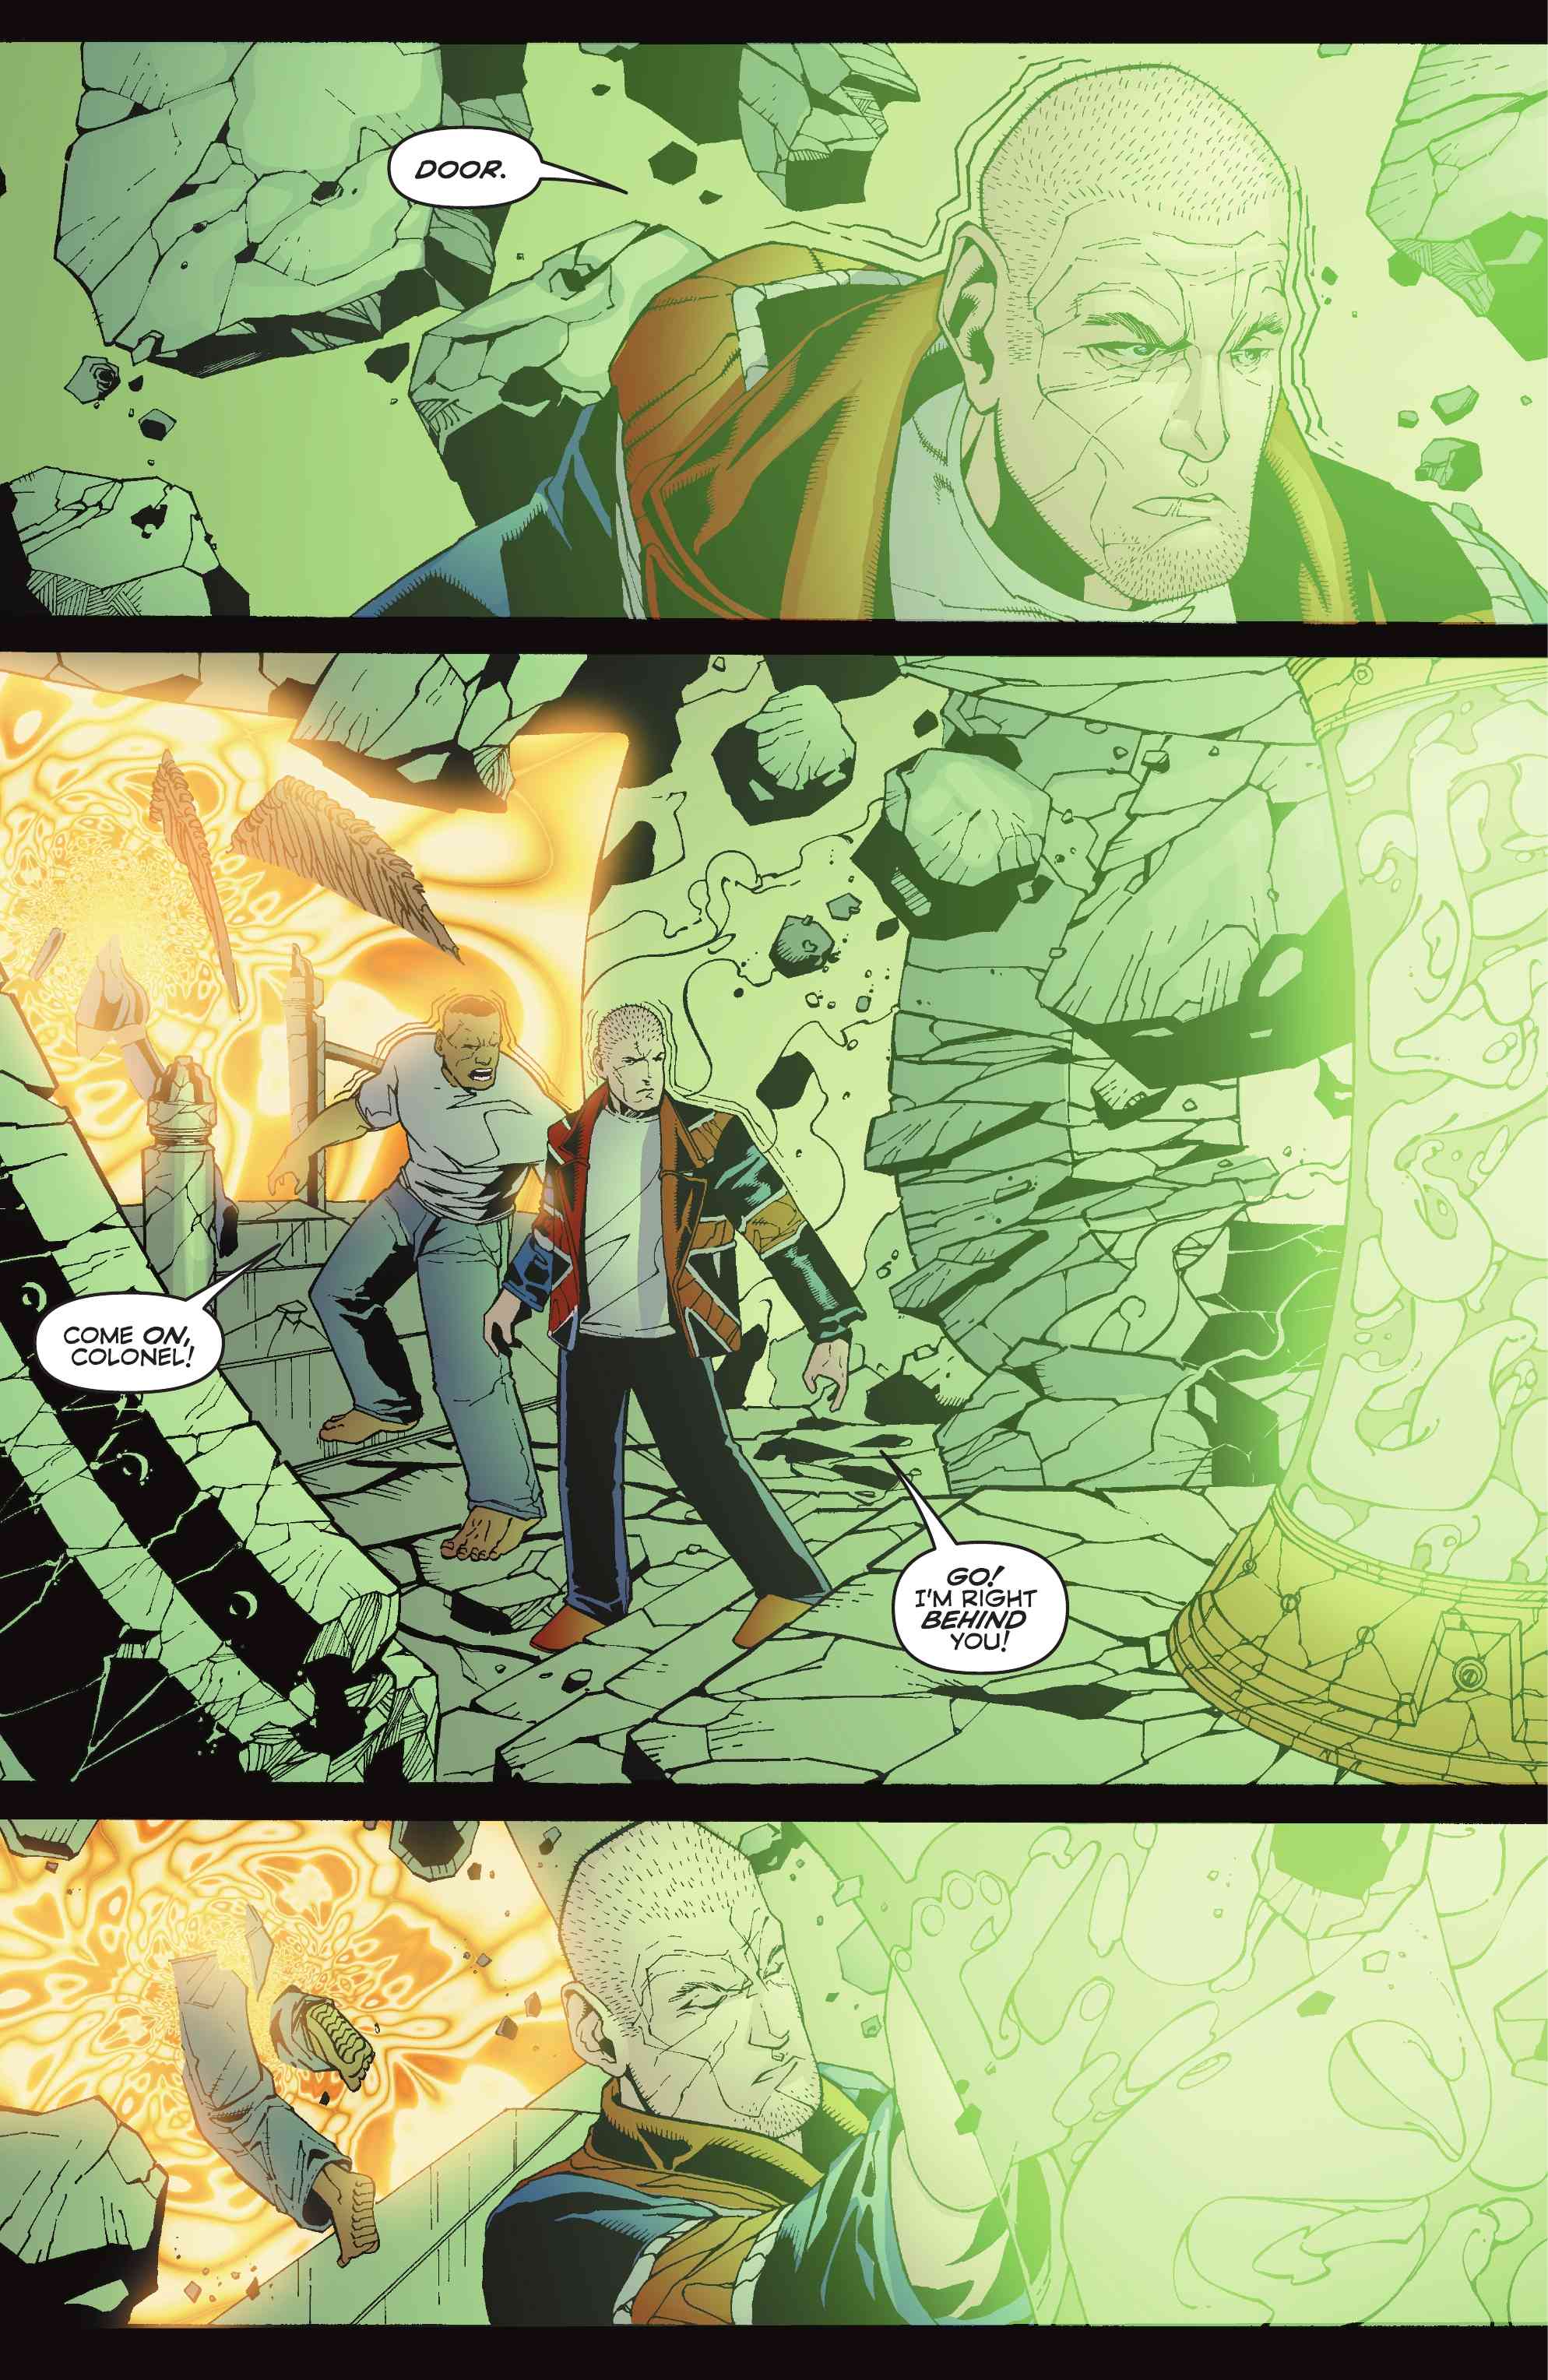 DOOR.
COME ON,
COLONEL!
GO!
I'M RIGHT
BEHIND
YOU!